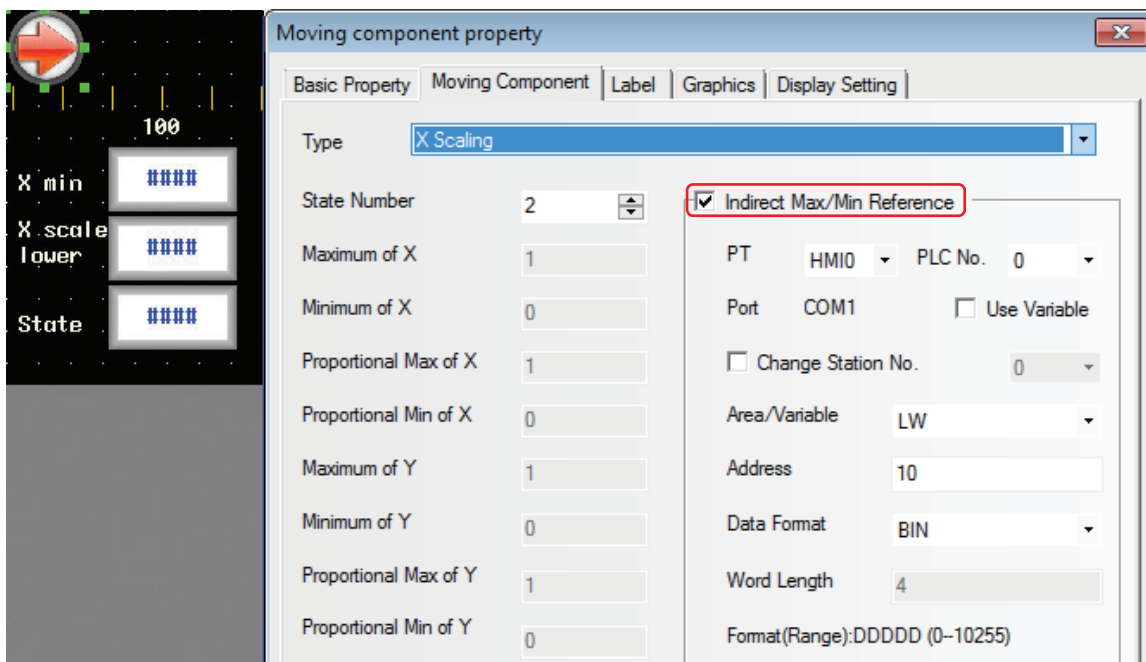 100
X min ####
X scale
lower ####
State ####
Moving component property
Basic Property Moving Component Label Graphics Display Setting
Type X Scaling
State Number 2
Maximum of X 1
Minimum of X 0
Proportional Max of X 1
Proportional Min of X 0
Maximum of Y 1
Minimum of Y 0
Proportional Max of Y 1
Proportional Min of Y 0
Indirect Max/Min Reference
PT HMI0 PLC No. 0
Port COM1 Use Variable
Change Station No. 0
Area/Variable LW
Address 10
Data Format BIN
Word Length 4
Format(Range):DDDDD (0--10255)